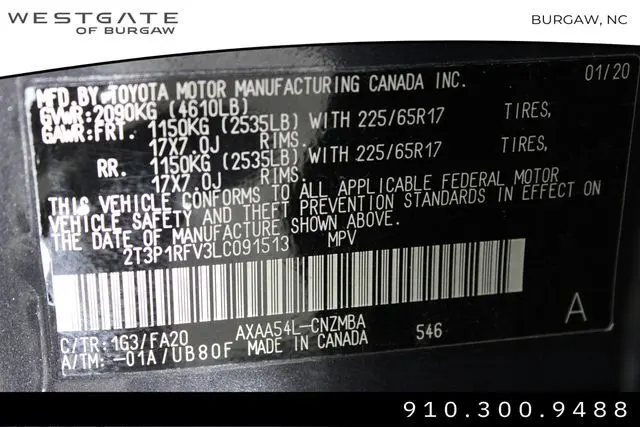 WESTGATE
OF BURGAW
BURGAW, NC
01/20
MFD.BY:TOYOTA MOTOR MANUFACTURING CANADA INC.
GVWR: 2090KG (4610LB)
GAWR:FRT. 1150KG (2535LB) WITH 225/65R17 TIRES,
17X7.0J RIMS.
RR. 1150KG (2535LB) WITH 225/65R17 TIRES,
17X7.0J RIMS.
THIS VEHICLE CONFORMS TO ALL APPLICABLE FEDERAL MOTOR
VEHICLE SAFETY AND THEFT PREVENTION STANDARDS IN EFFECT ON
THE DATE OF MANUFACTURE SHOWN ABOVE.
2T3P1RFV3LC091513 MPV
A
C/TR: 1G3/FA20 AXAA54L-CNZMBA 546
A/TM: -01A/UB80F MADE IN CANADA
910.300.9488